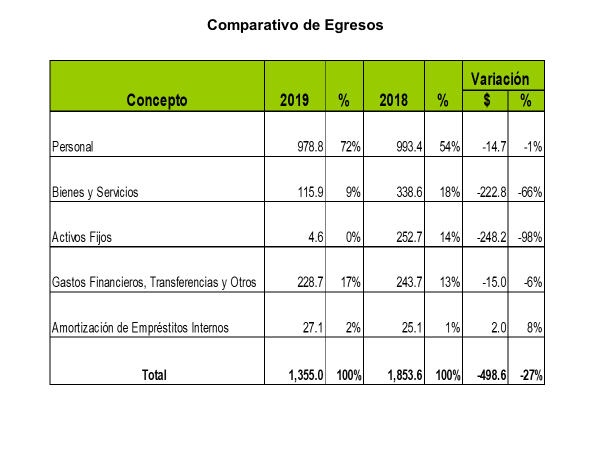 Comparativo de Egresos
Variación
Concepto 2019 % 2018 % $ %
Personal 978.8 72% 993.4 54% -14.7 -1%
Bienes y Servicios 115.9 9% 338.6 18% -222.8 -66%
Activos Fijos 4.6 0% 252.7 14% -248.2 -98%
Gastos Financieros, Transferencias y Otros 228.7 17% 243.7 13% -15.0 -6%
Amortización de Empréstitos Internos 27.1 2% 25.1 1% 2.0 8%
Total 1,355.0 100% 1,853.6 100% -498.6 -27%